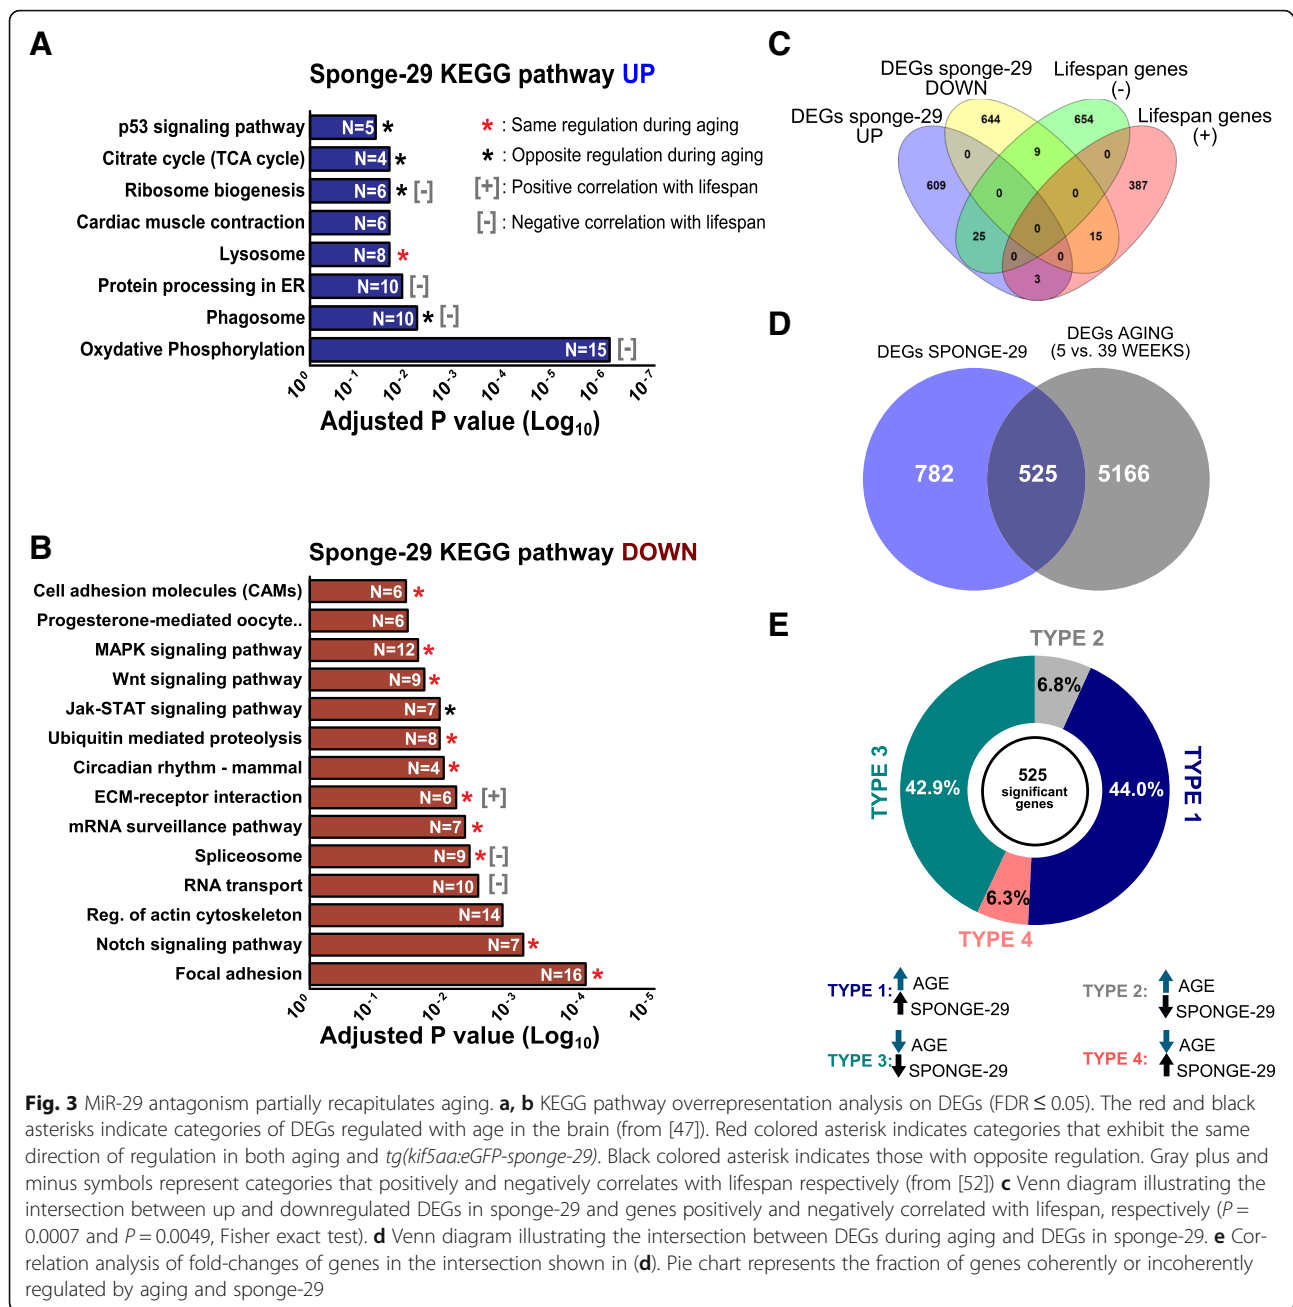 A
Sponge-29 KEGG pathway UP
p53 signaling pathway N=5 *
Citrate cycle (TCA cycle) N=4 *
Ribosome biogenesis N=6 * [-]
Cardiac muscle contraction N=6
Lysosome N=8 *
Protein processing in ER N=10 [-]
Phagosome N=10 * [-]
Oxydative Phosphorylation N=15 [-]
* : Same regulation during aging
* : Opposite regulation during aging
[+] : Positive correlation with lifespan
[-] : Negative correlation with lifespan
10^0 10^-1 10^-2 10^-3 10^-4 10^-5 10^-6 10^-7
Adjusted P value (Log10)
B
Sponge-29 KEGG pathway DOWN
Cell adhesion molecules (CAMs) N=6 *
Progesterone-mediated oocyte.. N=6
MAPK signaling pathway N=12 *
Wnt signaling pathway N=9 *
Jak-STAT signaling pathway N=7 *
Ubiquitin mediated proteolysis N=8 *
Circadian rhythm - mammal N=4 *
ECM-receptor interaction N=6 * [+]
mRNA surveillance pathway N=7 *
Spliceosome N=9 * [-]
RNA transport N=10 [-]
Reg. of actin cytoskeleton N=14
Notch signaling pathway N=7 *
Focal adhesion N=16 *
10^0 10^-1 10^-2 10^-3 10^-4 10^-5
Adjusted P value (Log10)
C
DEGs sponge-29
DOWN
Lifespan genes
(-)
DEGs sponge-29
UP
Lifespan genes
(+)
644 654
0 9 0
609 0 0 387
25 0 15
0 0
3
D
DEGs SPONGE-29
DEGs AGING
(5 vs. 39 WEEKS)
782 525 5166
E
TYPE 2
6.8%
TYPE 3
42.9%
525
significant
genes
44.0%
TYPE 1
6.3%
TYPE 4
TYPE 1: AGE
SPONGE-29
TYPE 2: AGE
SPONGE-29
TYPE 3: AGE
SPONGE-29
TYPE 4: AGE
SPONGE-29
Fig. 3 MiR-29 antagonism partially recapitulates aging. a, b KEGG pathway overrepresentation analysis on DEGs (FDR ≤ 0.05). The red and black
asterisks indicate categories of DEGs regulated with age in the brain (from [47]). Red colored asterisk indicates categories that exhibit the same
direction of regulation in both aging and tg(kif5aa:eGFP-sponge-29). Black colored asterisk indicates those with opposite regulation. Gray plus and
minus symbols represent categories that positively and negatively correlates with lifespan respectively (from [52]) c Venn diagram illustrating the
intersection between up and downregulated DEGs in sponge-29 and genes positively and negatively correlated with lifespan, respectively (P =
0.0007 and P = 0.0049, Fisher exact test). d Venn diagram illustrating the intersection between DEGs during aging and DEGs in sponge-29. e Cor-
relation analysis of fold-changes of genes in the intersection shown in (d). Pie chart represents the fraction of genes coherently or incoherently
regulated by aging and sponge-29